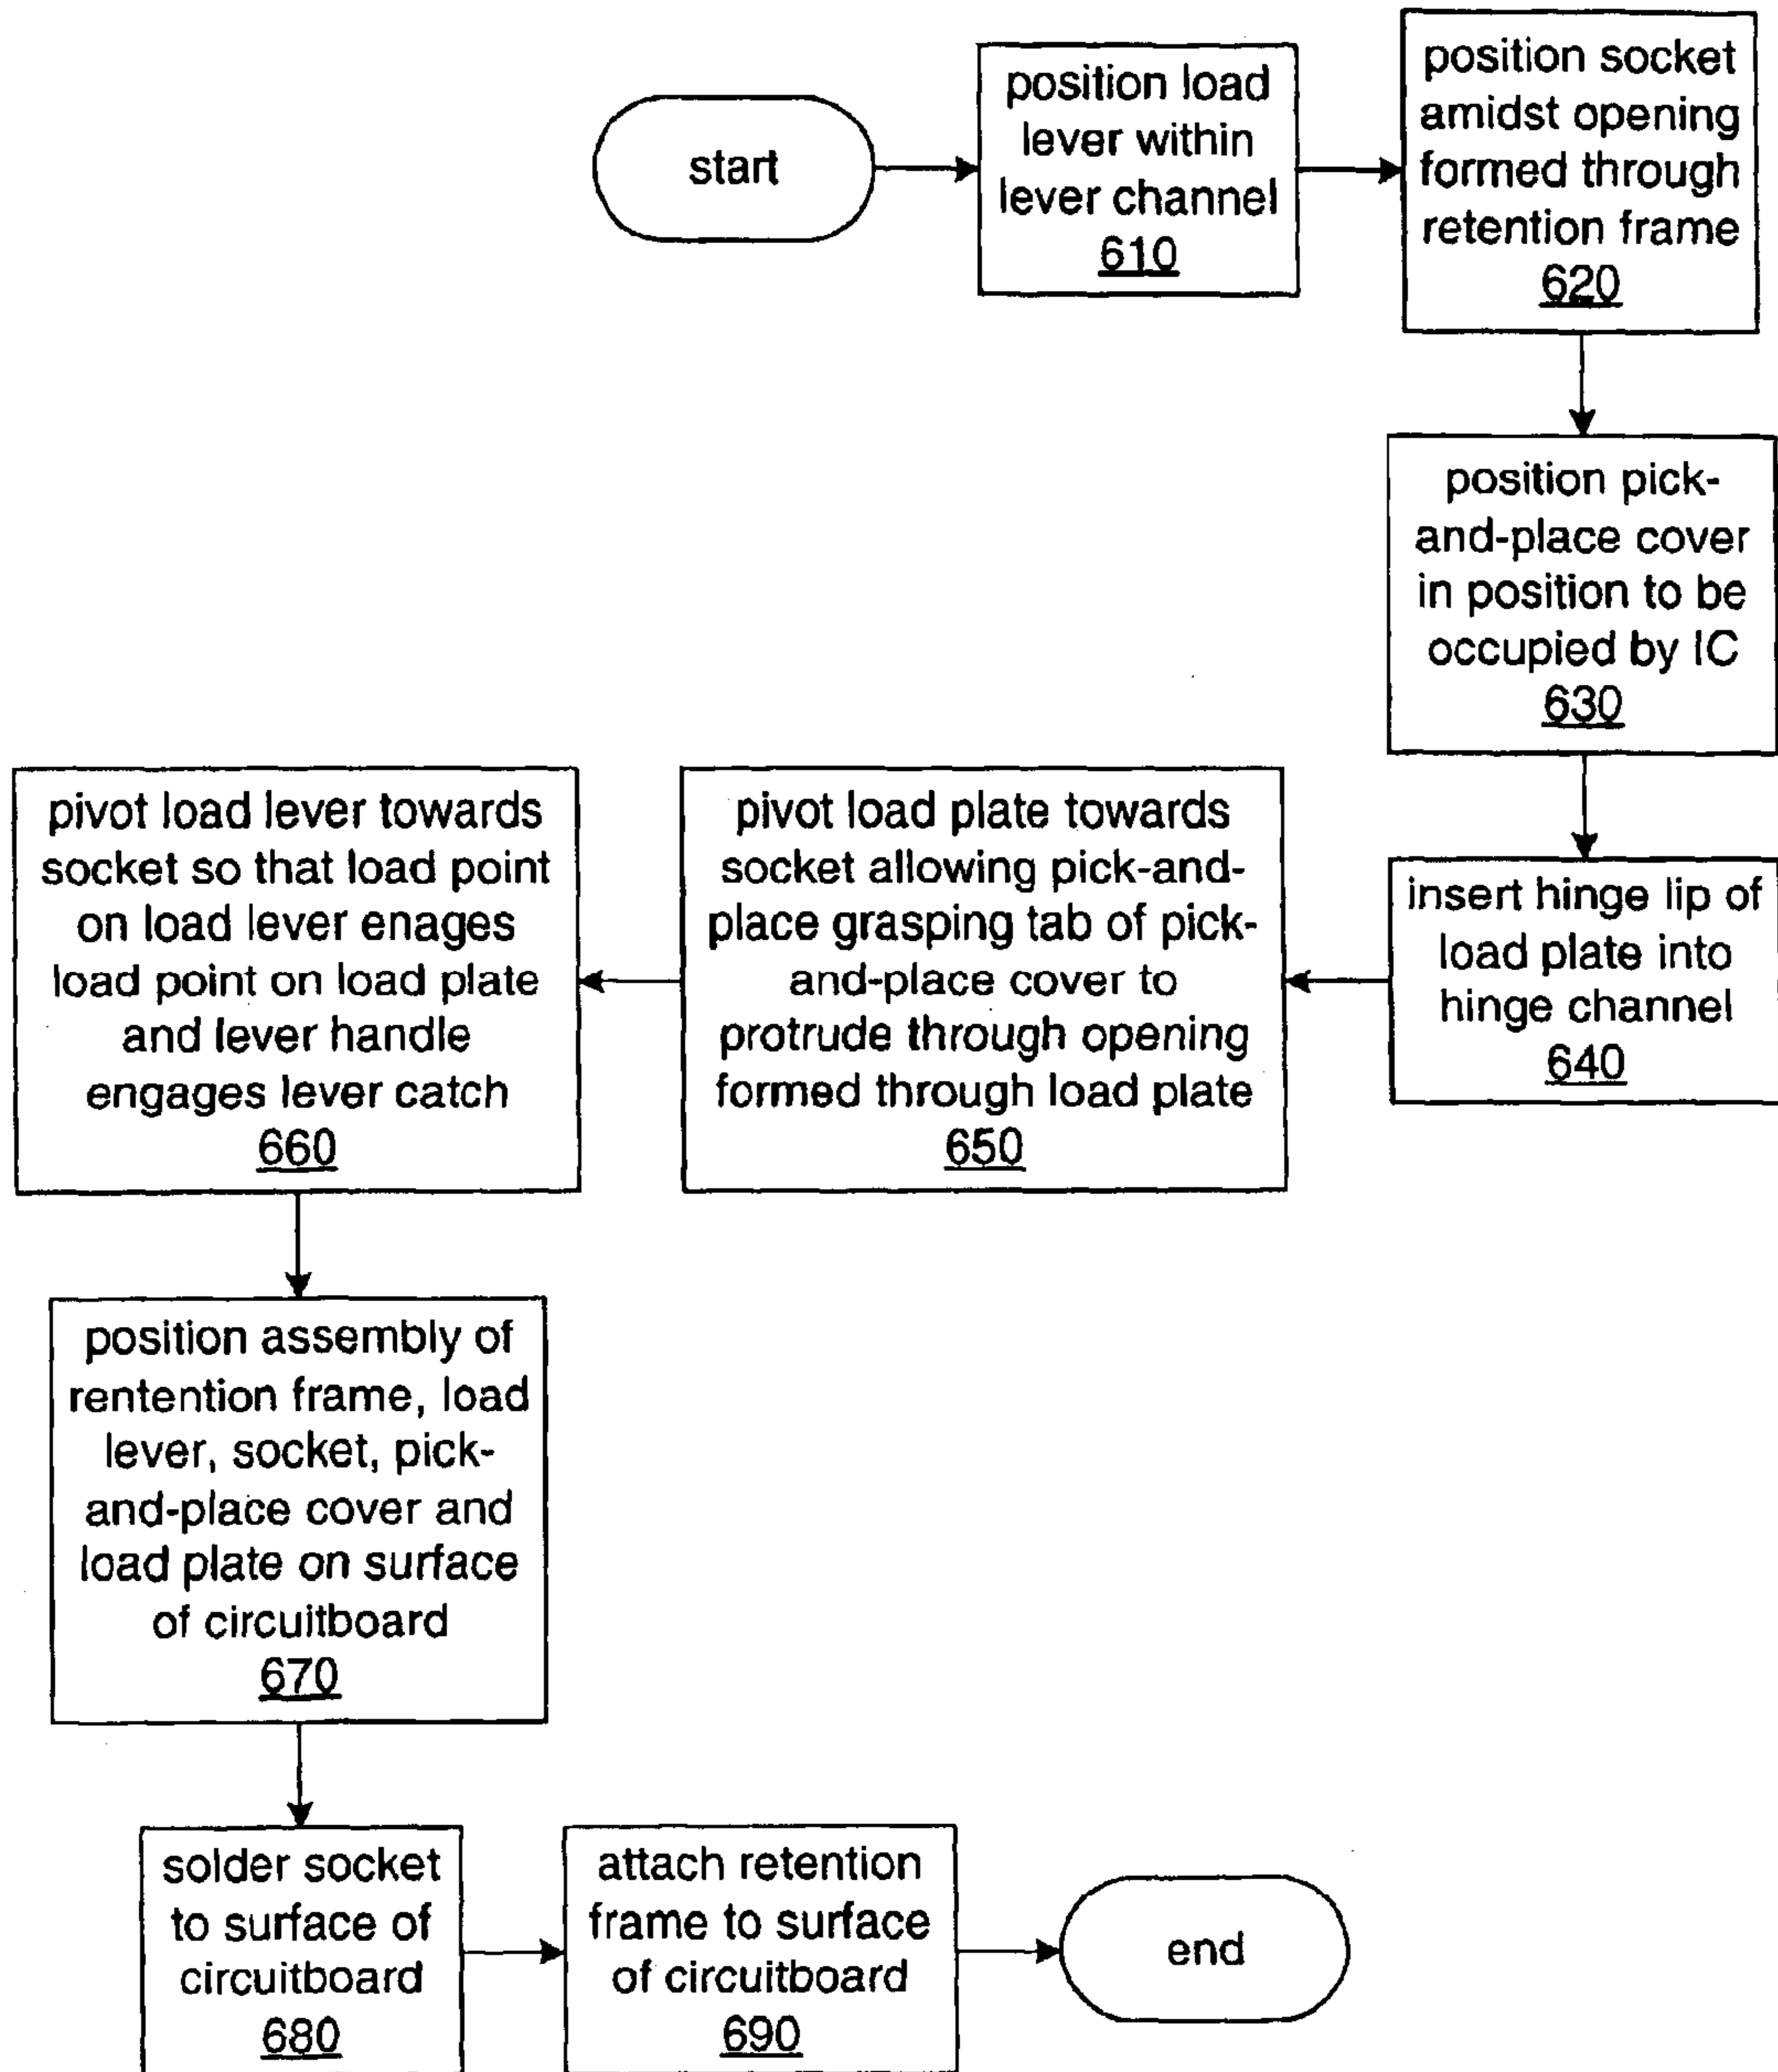 start
position load
lever within
lever channel
610
position socket
amidst opening
formed through
retention frame
620
position pick-
and-place cover
in position to be
occupied by IC
630
insert hinge lip of
load plate into
hinge channel
640
pivot load plate towards
socket allowing pick-and-
place grasping tab of pick-
and-place cover to
protrude through opening
formed through load plate
650
pivot load lever towards
socket so that load point
on load lever enages
load point on load plate
and lever handle
engages lever catch
660
position assembly of
rentention frame, load
lever, socket, pick-
and-place cover and
load plate on surface
of circuitboard
670
solder socket
to surface of
circuitboard
680
attach retention
frame to surface
of circuitboard
690
end